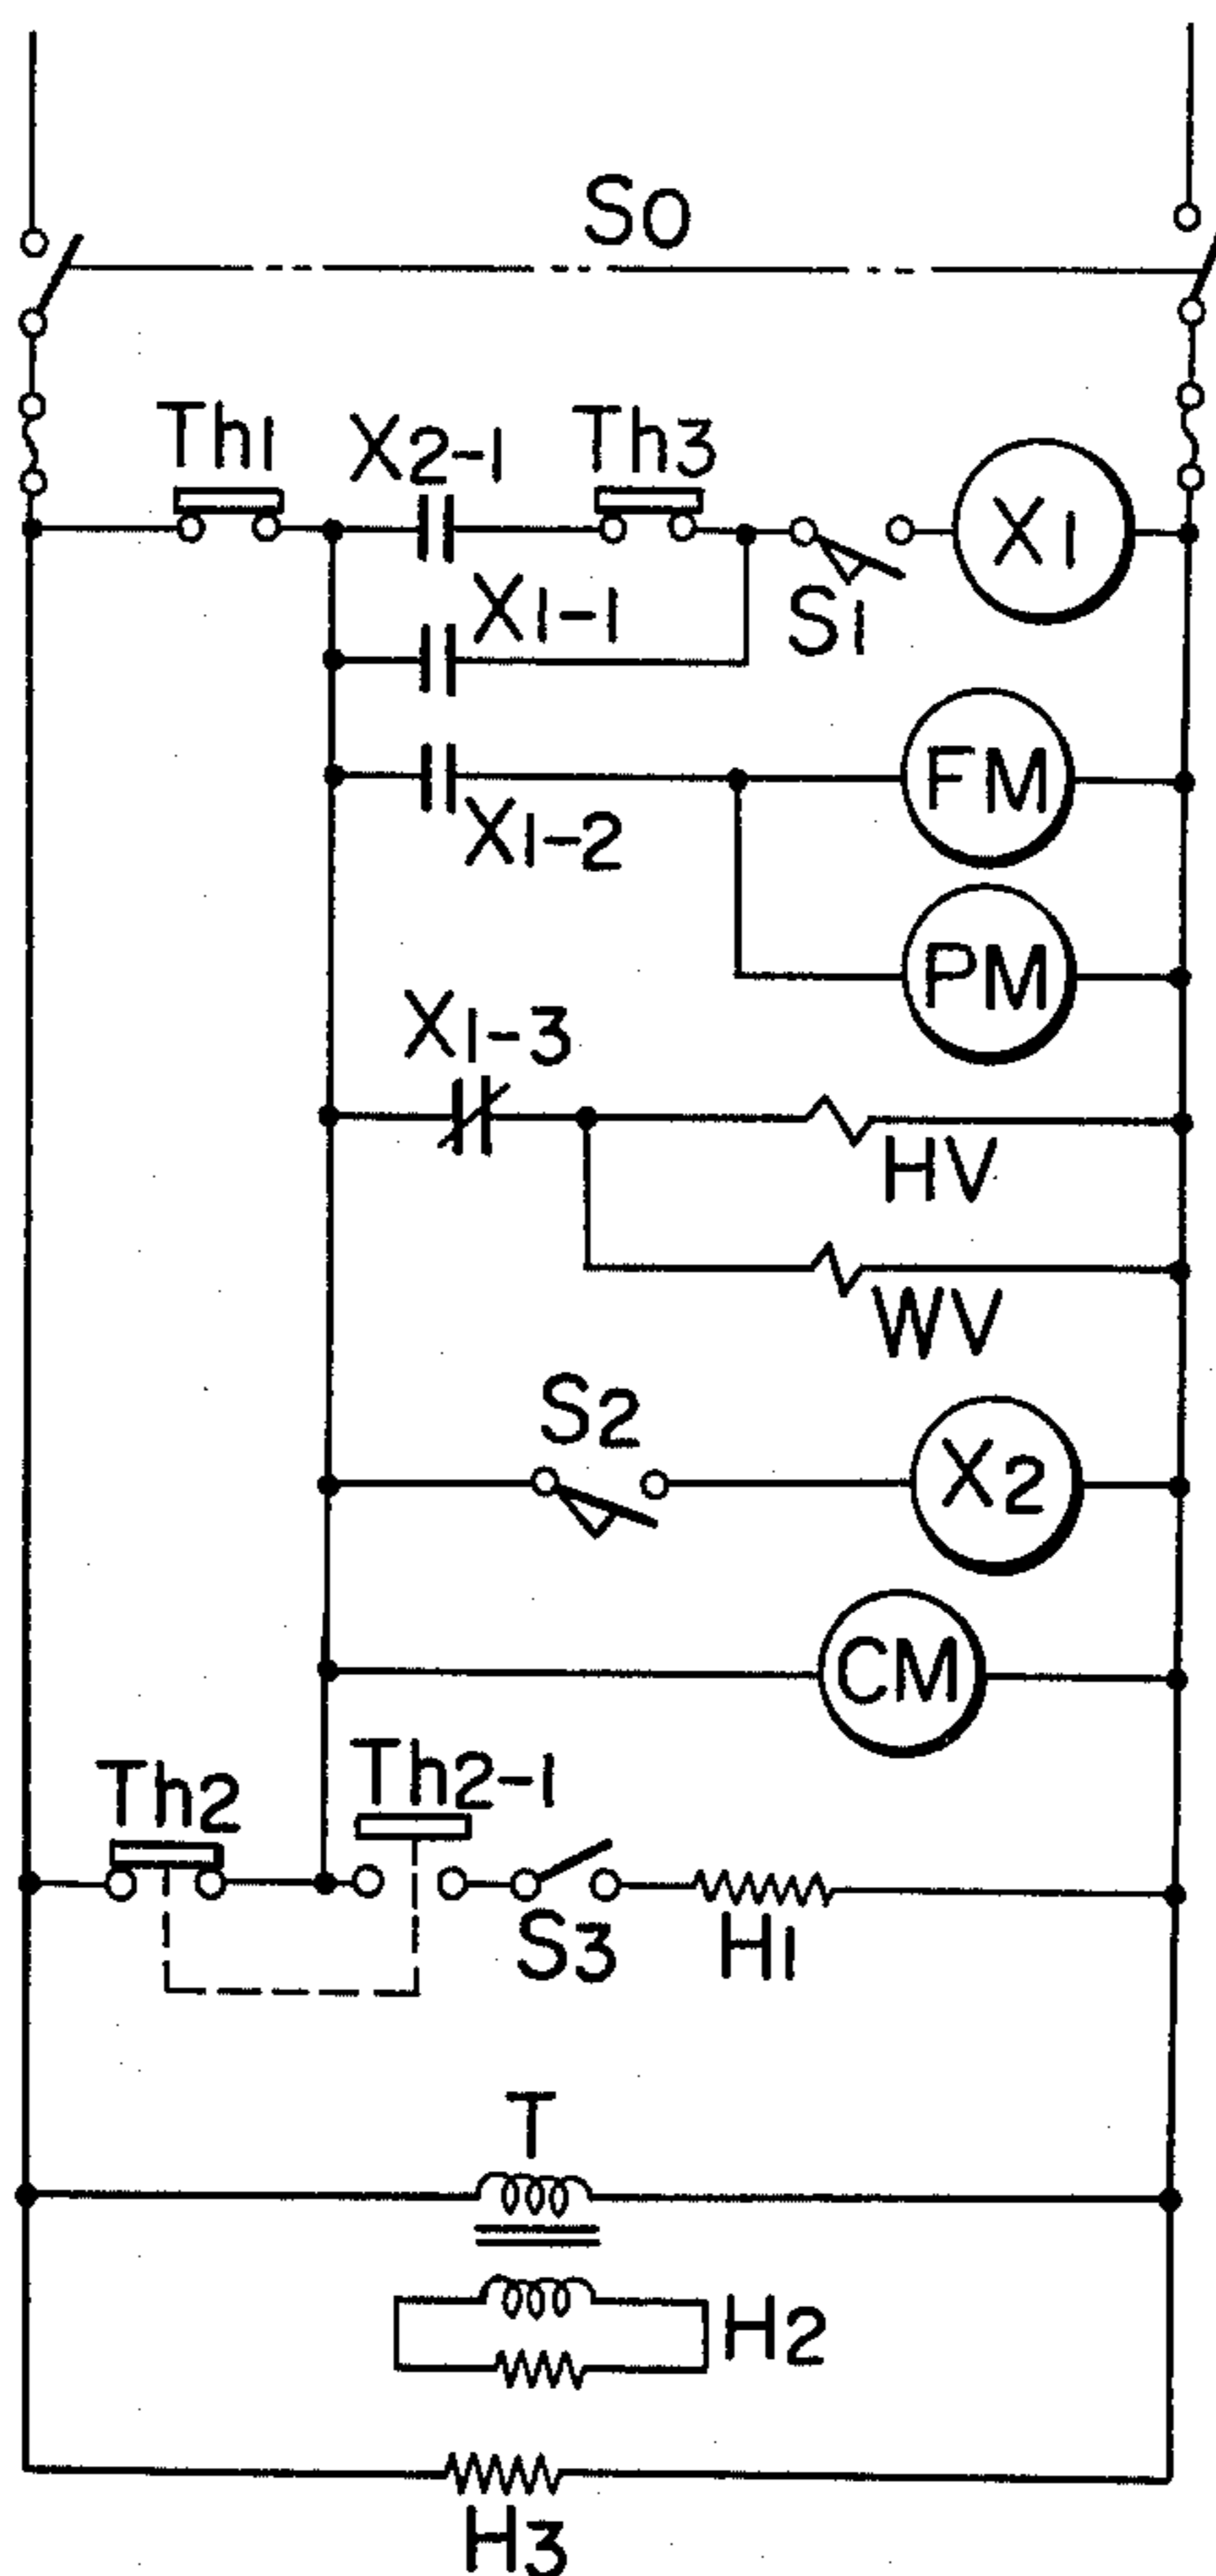 S0
Th1
X2-1
Th3
X1
X1-1
S1
FM
X1-2
PM
X1-3
HV
WV
S2
X2
CM
Th2
Th2-1
S3
H1
T
H2
H3